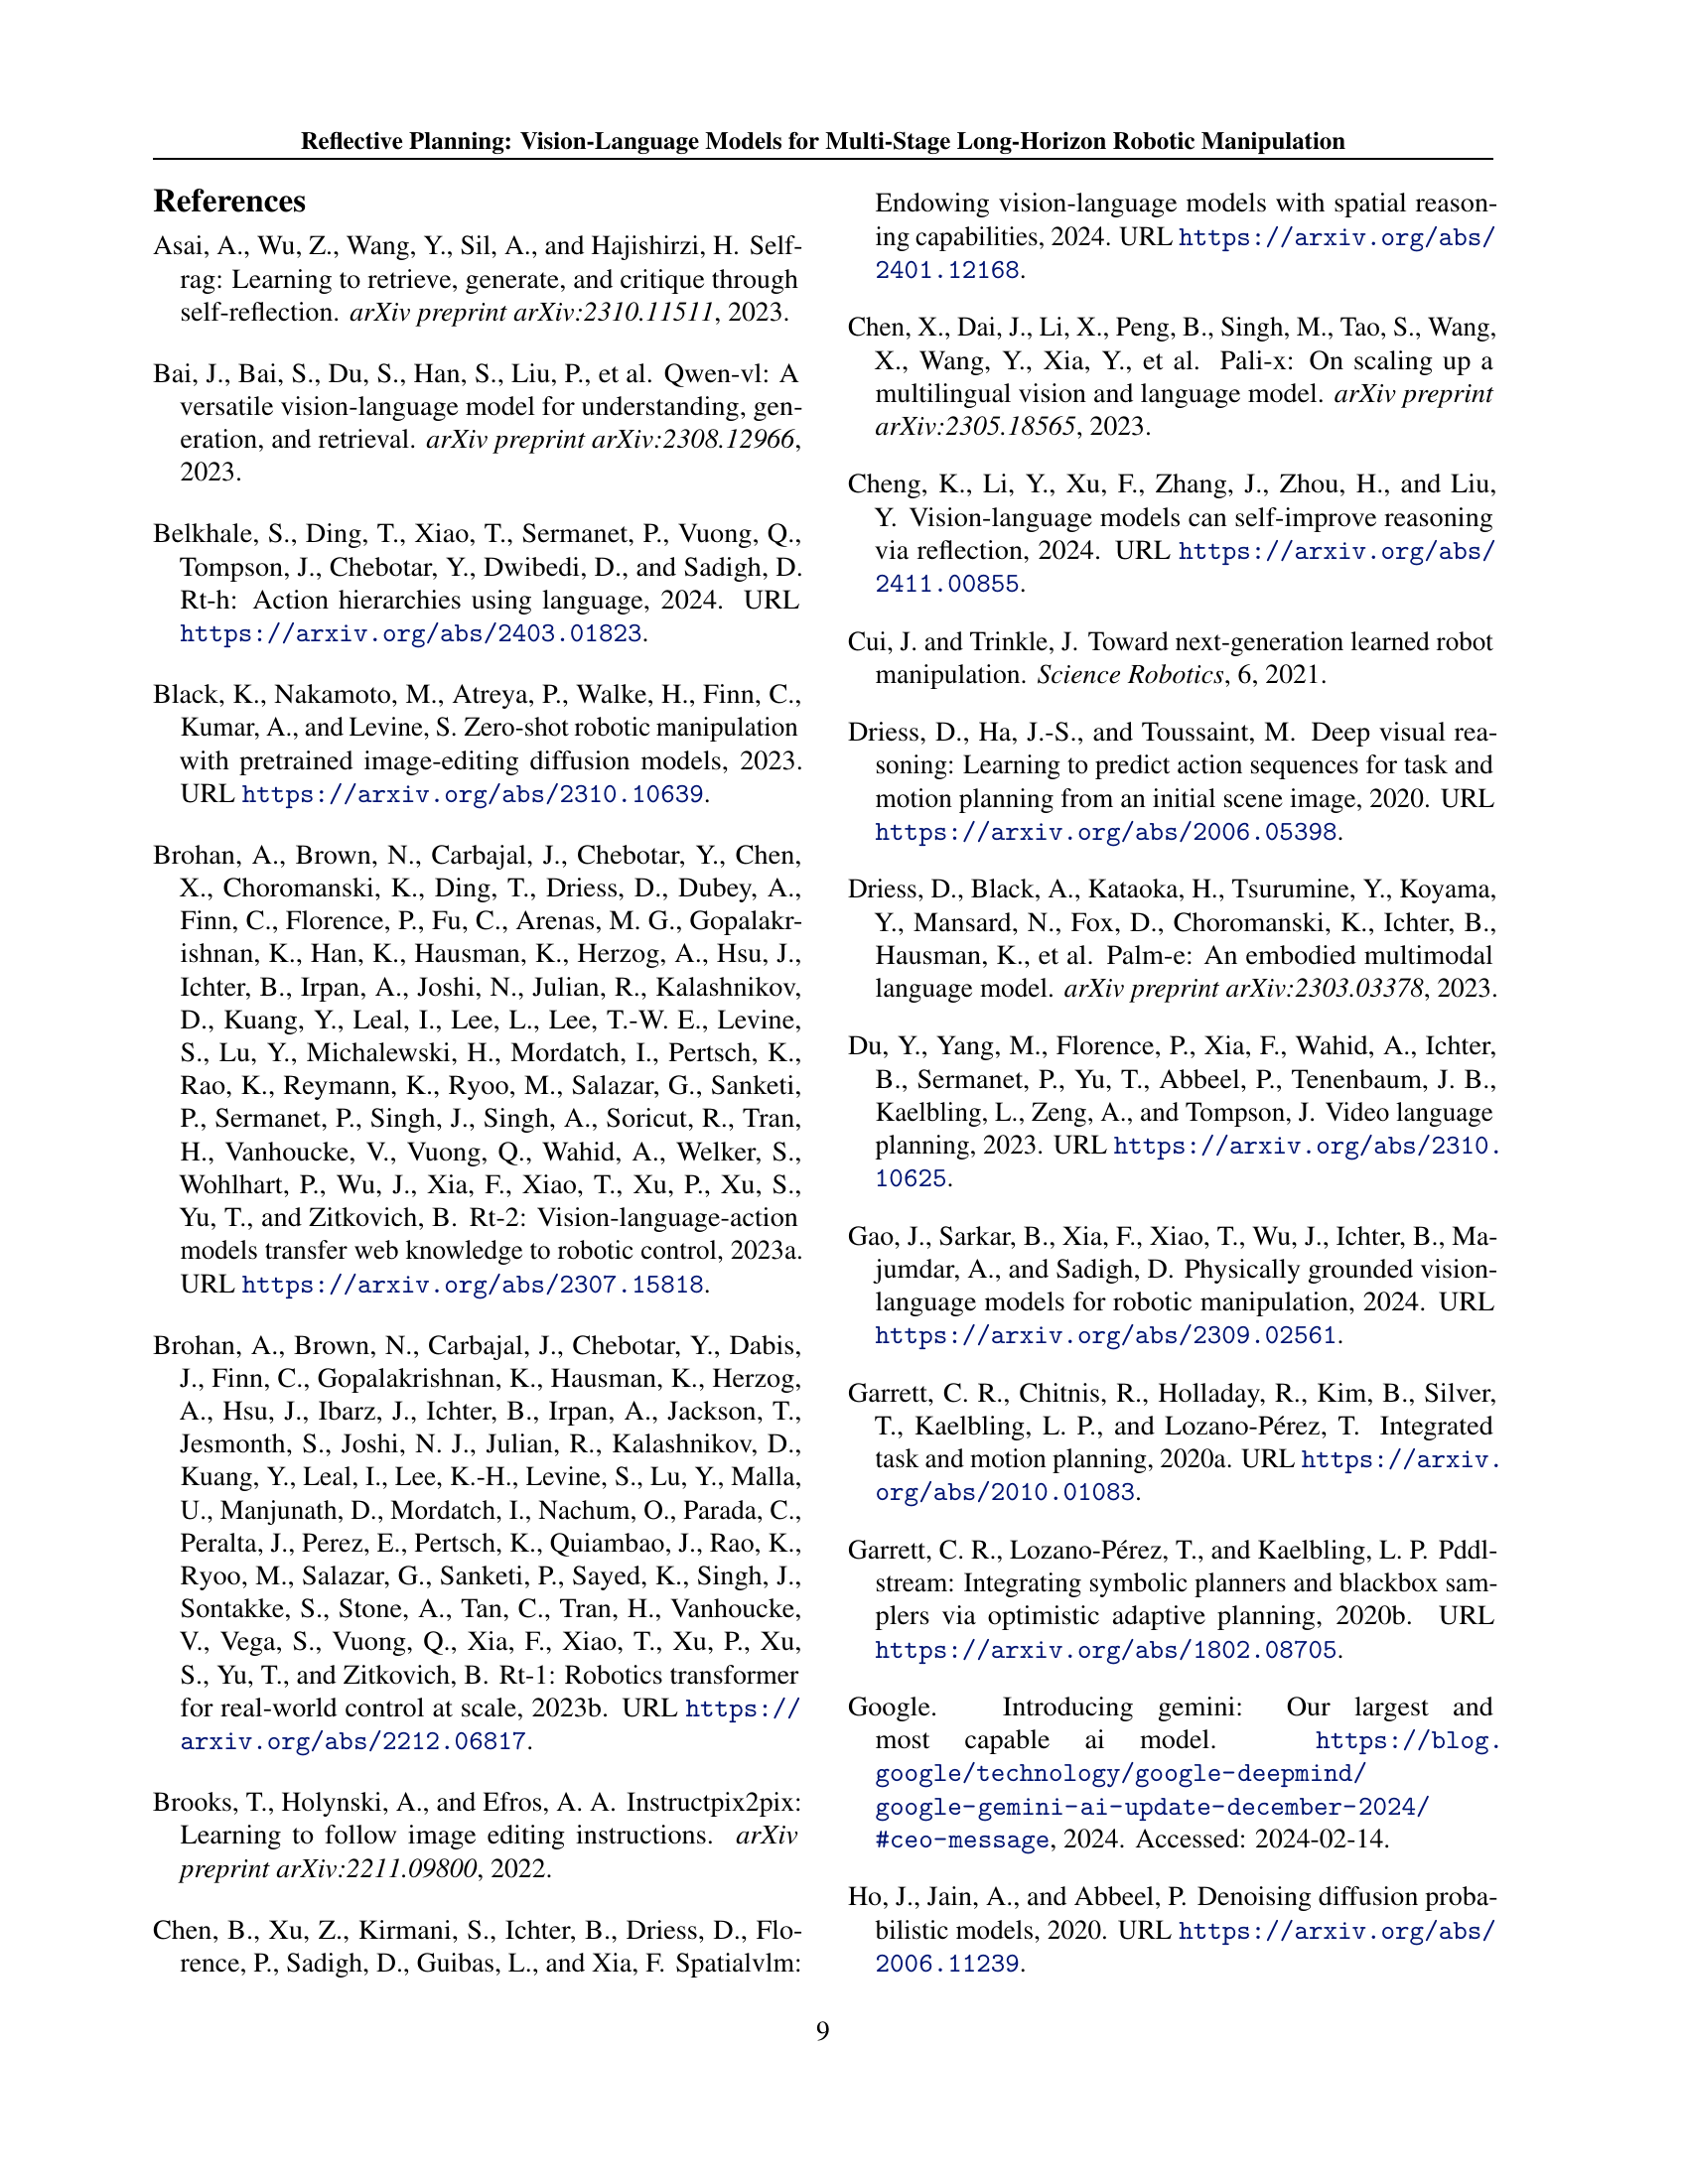 Reflective Planning: Vision-Language Models for Multi-Stage Long-Horizon Robotic Manipulation
References
Asai, A., Wu, Z., Wang, Y., Sil, A., and Hajishirzi, H. Self-
rag: Learning to retrieve, generate, and critique through
self-reflection. arXiv preprint arXiv:2310.11511, 2023.
Bai, J., Bai, S., Du, S., Han, S., Liu, P., et al. Qwen-vl: A
versatile vision-language model for understanding, gen-
eration, and retrieval. arXiv preprint arXiv:2308.12966,
2023.
Belkhale, S., Ding, T., Xiao, T., Sermanet, P., Vuong, Q.,
Tompson, J., Chebotar, Y., Dwibedi, D., and Sadigh, D.
Rt-h: Action hierarchies using language, 2024. URL
https://arxiv.org/abs/2403.01823.
Black, K., Nakamoto, M., Atreya, P., Walke, H., Finn, C.,
Kumar, A., and Levine, S. Zero-shot robotic manipulation
with pretrained image-editing diffusion models, 2023.
URL https://arxiv.org/abs/2310.10639.
Brohan, A., Brown, N., Carbajal, J., Chebotar, Y., Chen,
X., Choromanski, K., Ding, T., Driess, D., Dubey, A.,
Finn, C., Florence, P., Fu, C., Arenas, M. G., Gopalakr-
ishnan, K., Han, K., Hausman, K., Herzog, A., Hsu, J.,
Ichter, B., Irpan, A., Joshi, N., Julian, R., Kalashnikov,
D., Kuang, Y., Leal, I., Lee, L., Lee, T.-W. E., Levine,
S., Lu, Y., Michalewski, H., Mordatch, I., Pertsch, K.,
Rao, K., Reymann, K., Ryoo, M., Salazar, G., Sanketi,
P., Sermanet, P., Singh, J., Singh, A., Soricut, R., Tran,
H., Vanhoucke, V., Vuong, Q., Wahid, A., Welker, S.,
Wohlhart, P., Wu, J., Xia, F., Xiao, T., Xu, P., Xu, S.,
Yu, T., and Zitkovich, B. Rt-2: Vision-language-action
models transfer web knowledge to robotic control, 2023a.
URL https://arxiv.org/abs/2307.15818.
Brohan, A., Brown, N., Carbajal, J., Chebotar, Y., Dabis,
J., Finn, C., Gopalakrishnan, K., Hausman, K., Herzog,
A., Hsu, J., Ibarz, J., Ichter, B., Irpan, A., Jackson, T.,
Jesmonth, S., Joshi, N. J., Julian, R., Kalashnikov, D.,
Kuang, Y., Leal, I., Lee, K.-H., Levine, S., Lu, Y., Malla,
U., Manjunath, D., Mordatch, I., Nachum, O., Parada, C.,
Peralta, J., Perez, E., Pertsch, K., Quiambao, J., Rao, K.,
Ryoo, M., Salazar, G., Sanketi, P., Sayed, K., Singh, J.,
Sontakke, S., Stone, A., Tan, C., Tran, H., Vanhoucke,
V., Vega, S., Vuong, Q., Xia, F., Xiao, T., Xu, P., Xu,
S., Yu, T., and Zitkovich, B. Rt-1: Robotics transformer
for real-world control at scale, 2023b. URL https://
arxiv.org/abs/2212.06817.
Brooks, T., Holynski, A., and Efros, A. A. Instructpix2pix:
Learning to follow image editing instructions. arXiv
preprint arXiv:2211.09800, 2022.
Chen, B., Xu, Z., Kirmani, S., Ichter, B., Driess, D., Flo-
rence, P., Sadigh, D., Guibas, L., and Xia, F. Spatialvlm:
Endowing vision-language models with spatial reason-
ing capabilities, 2024. URL https://arxiv.org/abs/
2401.12168.
Chen, X., Dai, J., Li, X., Peng, B., Singh, M., Tao, S., Wang,
X., Wang, Y., Xia, Y., et al. Pali-x: On scaling up a
multilingual vision and language model. arXiv preprint
arXiv:2305.18565, 2023.
Cheng, K., Li, Y., Xu, F., Zhang, J., Zhou, H., and Liu,
Y. Vision-language models can self-improve reasoning
via reflection, 2024. URL https://arxiv.org/abs/
2411.00855.
Cui, J. and Trinkle, J. Toward next-generation learned robot
manipulation. Science Robotics, 6, 2021.
Driess, D., Ha, J.-S., and Toussaint, M. Deep visual rea-
soning: Learning to predict action sequences for task and
motion planning from an initial scene image, 2020. URL
https://arxiv.org/abs/2006.05398.
Driess, D., Black, A., Kataoka, H., Tsurumine, Y., Koyama,
Y., Mansard, N., Fox, D., Choromanski, K., Ichter, B.,
Hausman, K., et al. Palm-e: An embodied multimodal
language model. arXiv preprint arXiv:2303.03378, 2023.
Du, Y., Yang, M., Florence, P., Xia, F., Wahid, A., Ichter,
B., Sermanet, P., Yu, T., Abbeel, P., Tenenbaum, J. B.,
Kaelbling, L., Zeng, A., and Tompson, J. Video language
planning, 2023. URL https://arxiv.org/abs/2310.
10625.
Gao, J., Sarkar, B., Xia, F., Xiao, T., Wu, J., Ichter, B., Ma-
jumdar, A., and Sadigh, D. Physically grounded vision-
language models for robotic manipulation, 2024. URL
https://arxiv.org/abs/2309.02561.
Garrett, C. R., Chitnis, R., Holladay, R., Kim, B., Silver,
T., Kaelbling, L. P., and Lozano-Pérez, T. Integrated
task and motion planning, 2020a. URL https://arxiv.
org/abs/2010.01083.
Garrett, C. R., Lozano-Pérez, T., and Kaelbling, L. P. Pddl-
stream: Integrating symbolic planners and blackbox sam-
plers via optimistic adaptive planning, 2020b. URL
https://arxiv.org/abs/1802.08705.
Google. Introducing gemini: Our largest and
most capable ai model. https://blog.
google/technology/google-deepmind/
google-gemini-ai-update-december-2024/
#ceo-message, 2024. Accessed: 2024-02-14.
Ho, J., Jain, A., and Abbeel, P. Denoising diffusion proba-
bilistic models, 2020. URL https://arxiv.org/abs/
2006.11239.
9